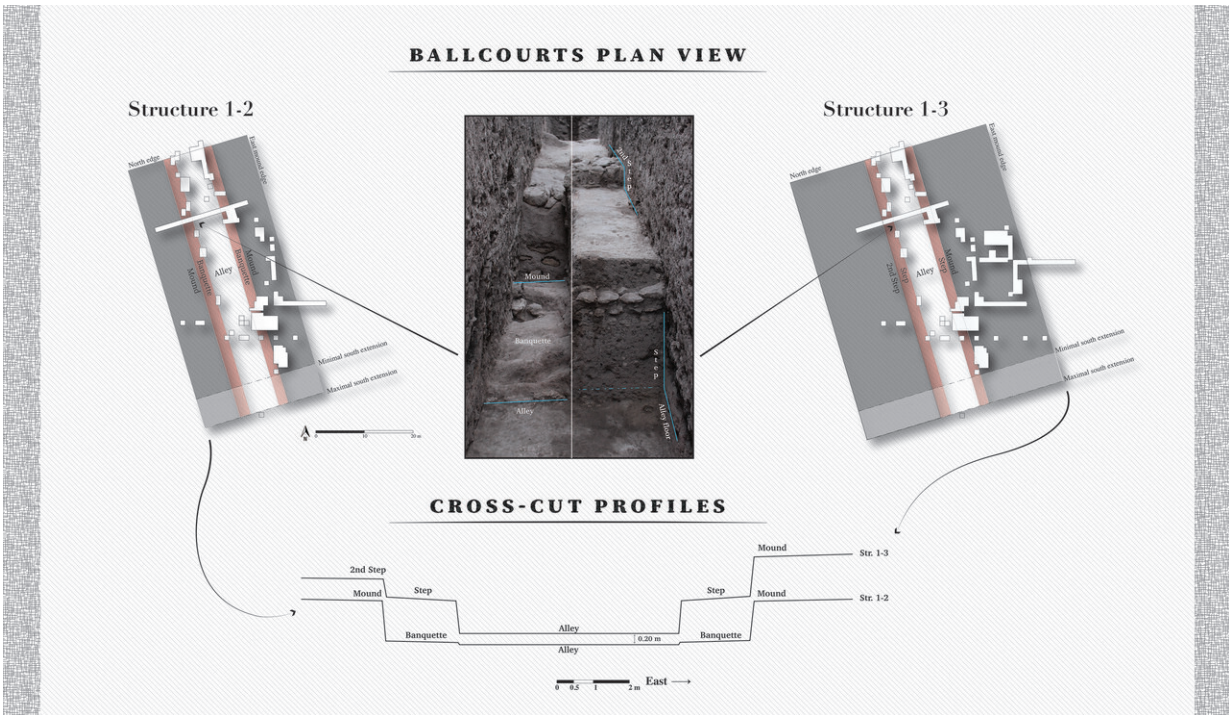 BALLCOURTS PLAN VIEW
Structure 1-2
Structure 1-3
North edge
East mound edge
Mound
Banquette
Alley
Banquette
Mound
Minimal south extension
Maximal south extension
N
0 10 20 m
2nd Step
Mound
Banquette
Step
Alley
Alley floor
North edge
East mound edge
2nd Step
Step
Alley
Step
Mound
Minimal south extension
Maximal south extension
CROSS-CUT PROFILES
Mound
Str. 1-3
2nd Step
Step
Step
Mound
Mound
Str. 1-2
Alley
Banquette
0.20 m
Banquette
Alley
0 0.5 1 2 m
East →